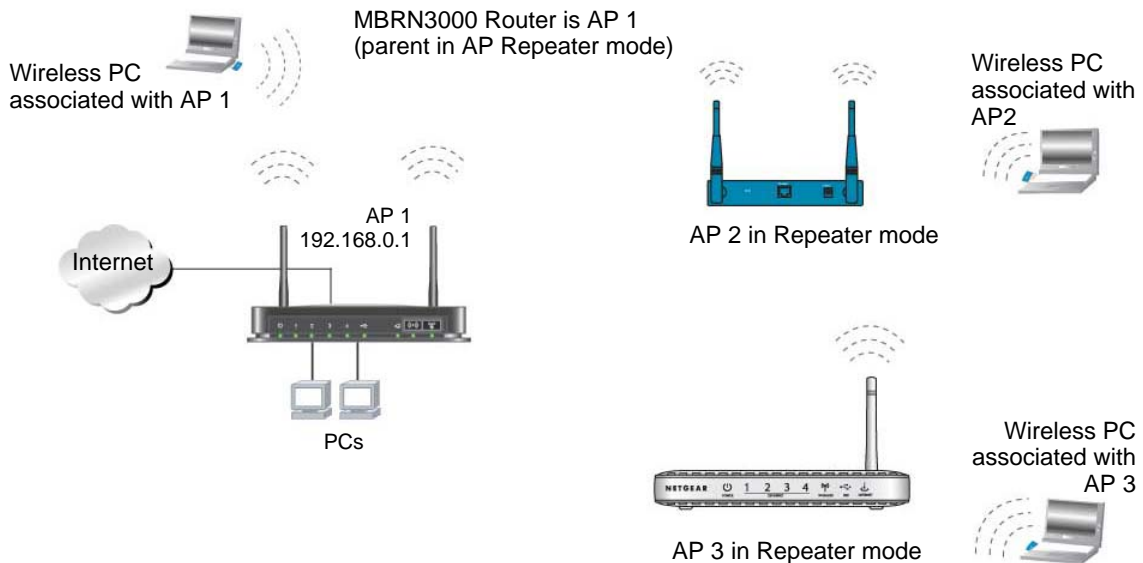 MBRN3000 Router is AP 1
(parent in AP Repeater mode)
Wireless PC
associated with AP 1
Wireless PC
associated with
AP2
AP 1
192.168.0.1
Internet
AP 2 in Repeater mode
PCs
Wireless PC
associated with
AP 3
NETGEAR 1 2 3 4
AP 3 in Repeater mode